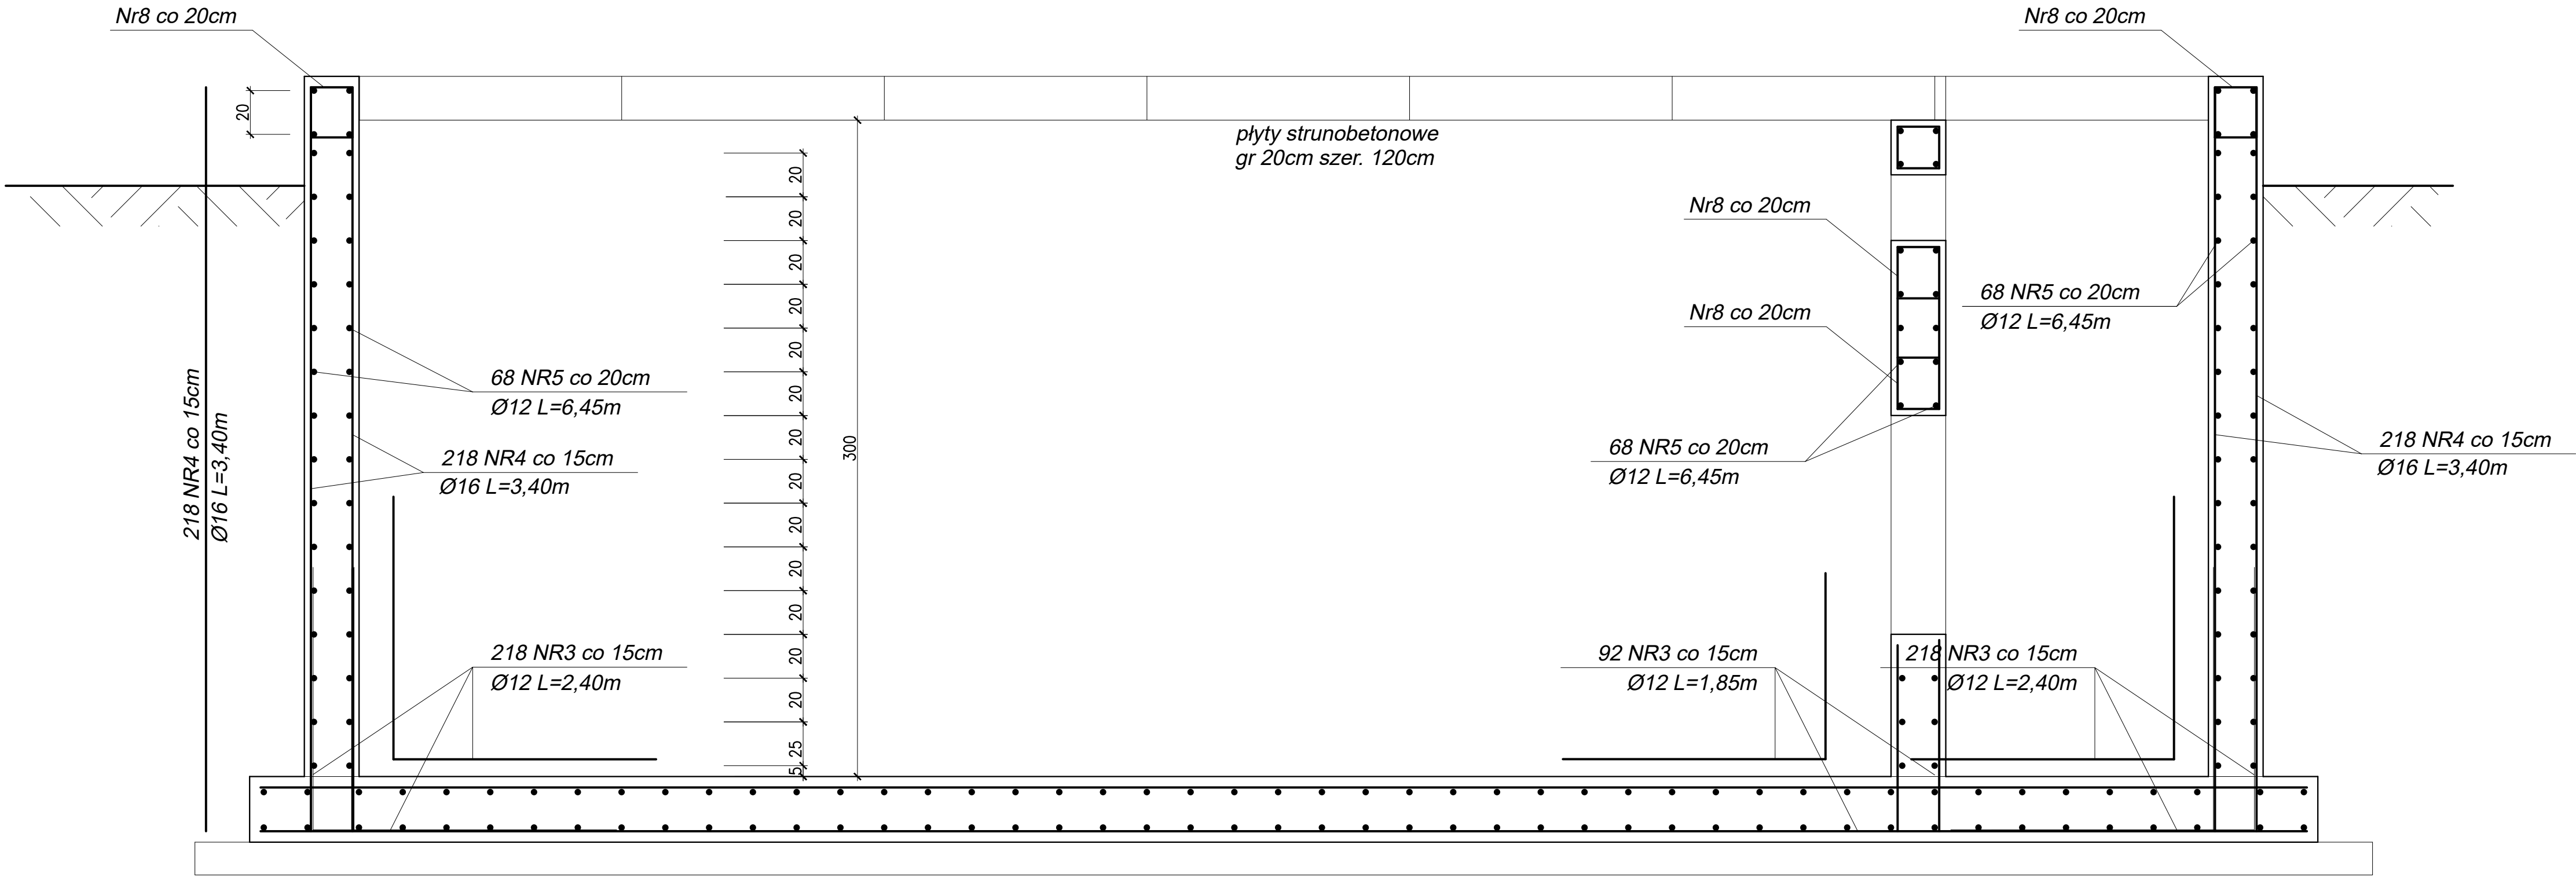 Nr8 co 20cm
Nr8 co 20cm
20
płyty strunobetonowe
gr 20cm szer. 120cm
20
20
20
20
20
20
20
20
20
20
20
20
20
25
5
300
Nr8 co 20cm
Nr8 co 20cm
68 NR5 co 20cm
Ø12 L=6,45m
68 NR5 co 20cm
Ø12 L=6,45m
218 NR4 co 15cm
Ø16 L=3,40m
218 NR4 co 15cm
Ø16 L=3,40m
68 NR5 co 20cm
Ø12 L=6,45m
218 NR4 co 15cm
Ø16 L=3,40m
218 NR3 co 15cm
Ø12 L=2,40m
92 NR3 co 15cm
Ø12 L=1,85m
218 NR3 co 15cm
Ø12 L=2,40m